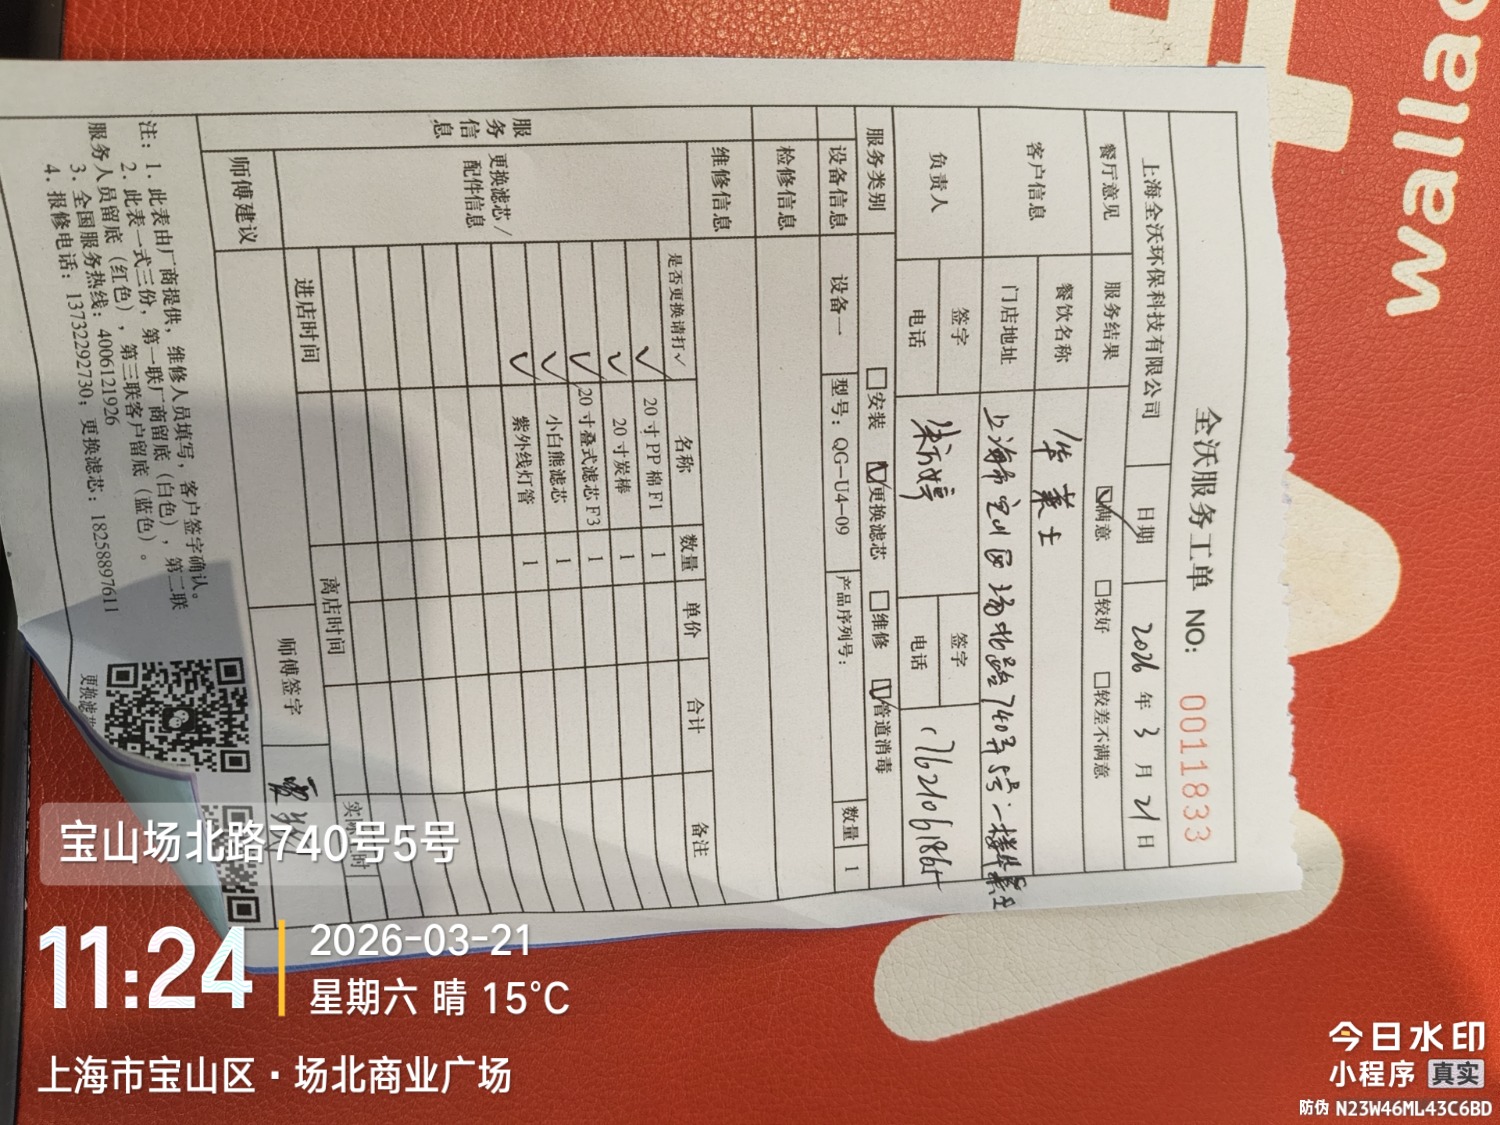 全沃服务工单 NO: 0011833
上海全沃环保科技有限公司 日期 2026 年 3 月 21 日
餐厅意见 服务结果 ☑满意 □较好 □较差不满意
客户信息 餐饮名称 华莱士
门店地址 上海市宝山区场北路740弄5号一楼华莱士
负责人 签字 签字
电话 电话 17621061864
服务类别 □安装 ☑更换滤芯 □维修 ☑管道消毒
设备信息 设备一 型号：QG-U4-09 产品序列号： 数量 1
检修信息
维修信息
服务信息
更换滤芯/配件信息 是否更换请打✓ 名称 数量 单价 合计 备注
✓ 20 寸 PP 棉 F1 1
✓ 20 寸炭棒 1
✓ 20 寸叠式滤芯 F3 1
✓ 小白熊滤芯 1
✓ 紫外线灯管 1
进店时间 离店时间
师傅建议 师傅签字
注：1. 此表由厂商提供，维修人员填写，客户签字确认。
2. 此表一式三份，第一联厂商留底（白色），第二联
服务人员留底（红色），第三联客户留底（蓝色）。
3. 全国服务热线：4006121926
4. 报修电话：13732292730；更换滤芯：18258897611
更换滤芯
wallac
宝山场北路740号5号
11:24
2026-03-21
星期六 晴 15°C
上海市宝山区·场北商业广场
今日水印
小程序 真实
防伪 N23W46ML43C6BD